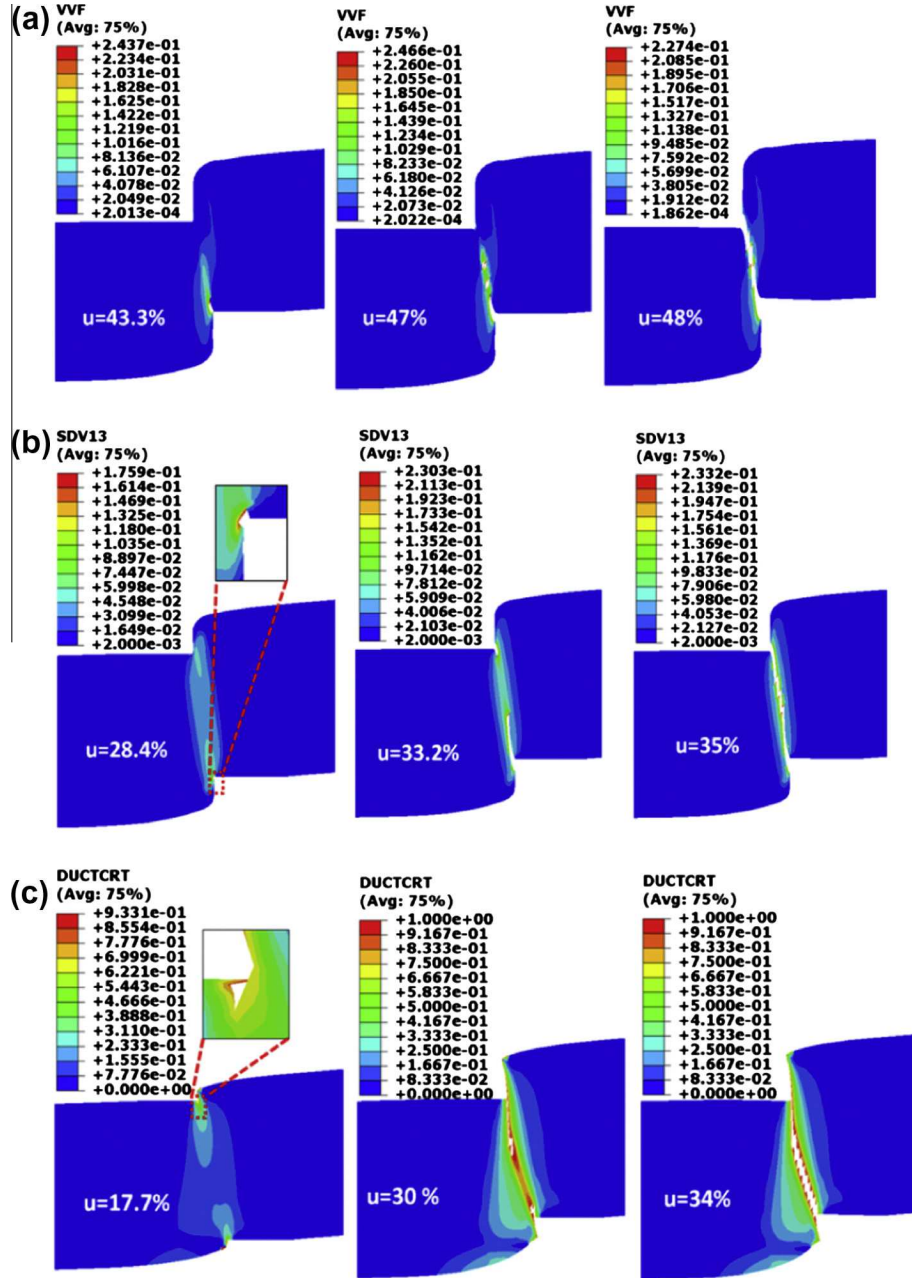 (a)
VVF
(Avg: 75%)
+2.437e-01
+2.234e-01
+2.031e-01
+1.828e-01
+1.625e-01
+1.422e-01
+1.219e-01
+1.016e-01
+8.136e-02
+6.107e-02
+4.078e-02
+2.049e-02
+2.013e-04
u=43.3%
VVF
(Avg: 75%)
+2.466e-01
+2.260e-01
+2.055e-01
+1.850e-01
+1.645e-01
+1.439e-01
+1.234e-01
+1.029e-01
+8.233e-02
+6.180e-02
+4.126e-02
+2.073e-02
+2.022e-04
u=47%
VVF
(Avg: 75%)
+2.274e-01
+2.085e-01
+1.895e-01
+1.706e-01
+1.517e-01
+1.327e-01
+1.138e-01
+9.485e-02
+7.592e-02
+5.699e-02
+3.805e-02
+1.912e-02
+1.862e-04
u=48%
(b)
SDV13
(Avg: 75%)
+1.759e-01
+1.614e-01
+1.469e-01
+1.325e-01
+1.180e-01
+1.035e-01
+8.897e-02
+7.447e-02
+5.998e-02
+4.548e-02
+3.099e-02
+1.649e-02
+2.000e-03
u=28.4%
SDV13
(Avg: 75%)
+2.303e-01
+2.113e-01
+1.923e-01
+1.733e-01
+1.542e-01
+1.352e-01
+1.162e-01
+9.714e-02
+7.812e-02
+5.909e-02
+4.006e-02
+2.103e-02
+2.000e-03
u=33.2%
SDV13
(Avg: 75%)
+2.332e-01
+2.139e-01
+1.947e-01
+1.754e-01
+1.561e-01
+1.369e-01
+1.176e-01
+9.833e-02
+7.906e-02
+5.980e-02
+4.053e-02
+2.127e-02
+2.000e-03
u=35%
(c)
DUCTCRT
(Avg: 75%)
+9.331e-01
+8.554e-01
+7.776e-01
+6.999e-01
+6.221e-01
+5.443e-01
+4.666e-01
+3.888e-01
+3.110e-01
+2.333e-01
+1.555e-01
+7.776e-02
+0.000e+00
u=17.7%
DUCTCRT
(Avg: 75%)
+1.000e+00
+9.167e-01
+8.333e-01
+7.500e-01
+6.667e-01
+5.833e-01
+5.000e-01
+4.167e-01
+3.333e-01
+2.500e-01
+1.667e-01
+8.333e-02
+0.000e+00
u=30 %
DUCTCRT
(Avg: 75%)
+1.000e+00
+9.167e-01
+8.333e-01
+7.500e-01
+6.667e-01
+5.833e-01
+5.000e-01
+4.167e-01
+3.333e-01
+2.500e-01
+1.667e-01
+8.333e-02
+0.000e+00
u=34%